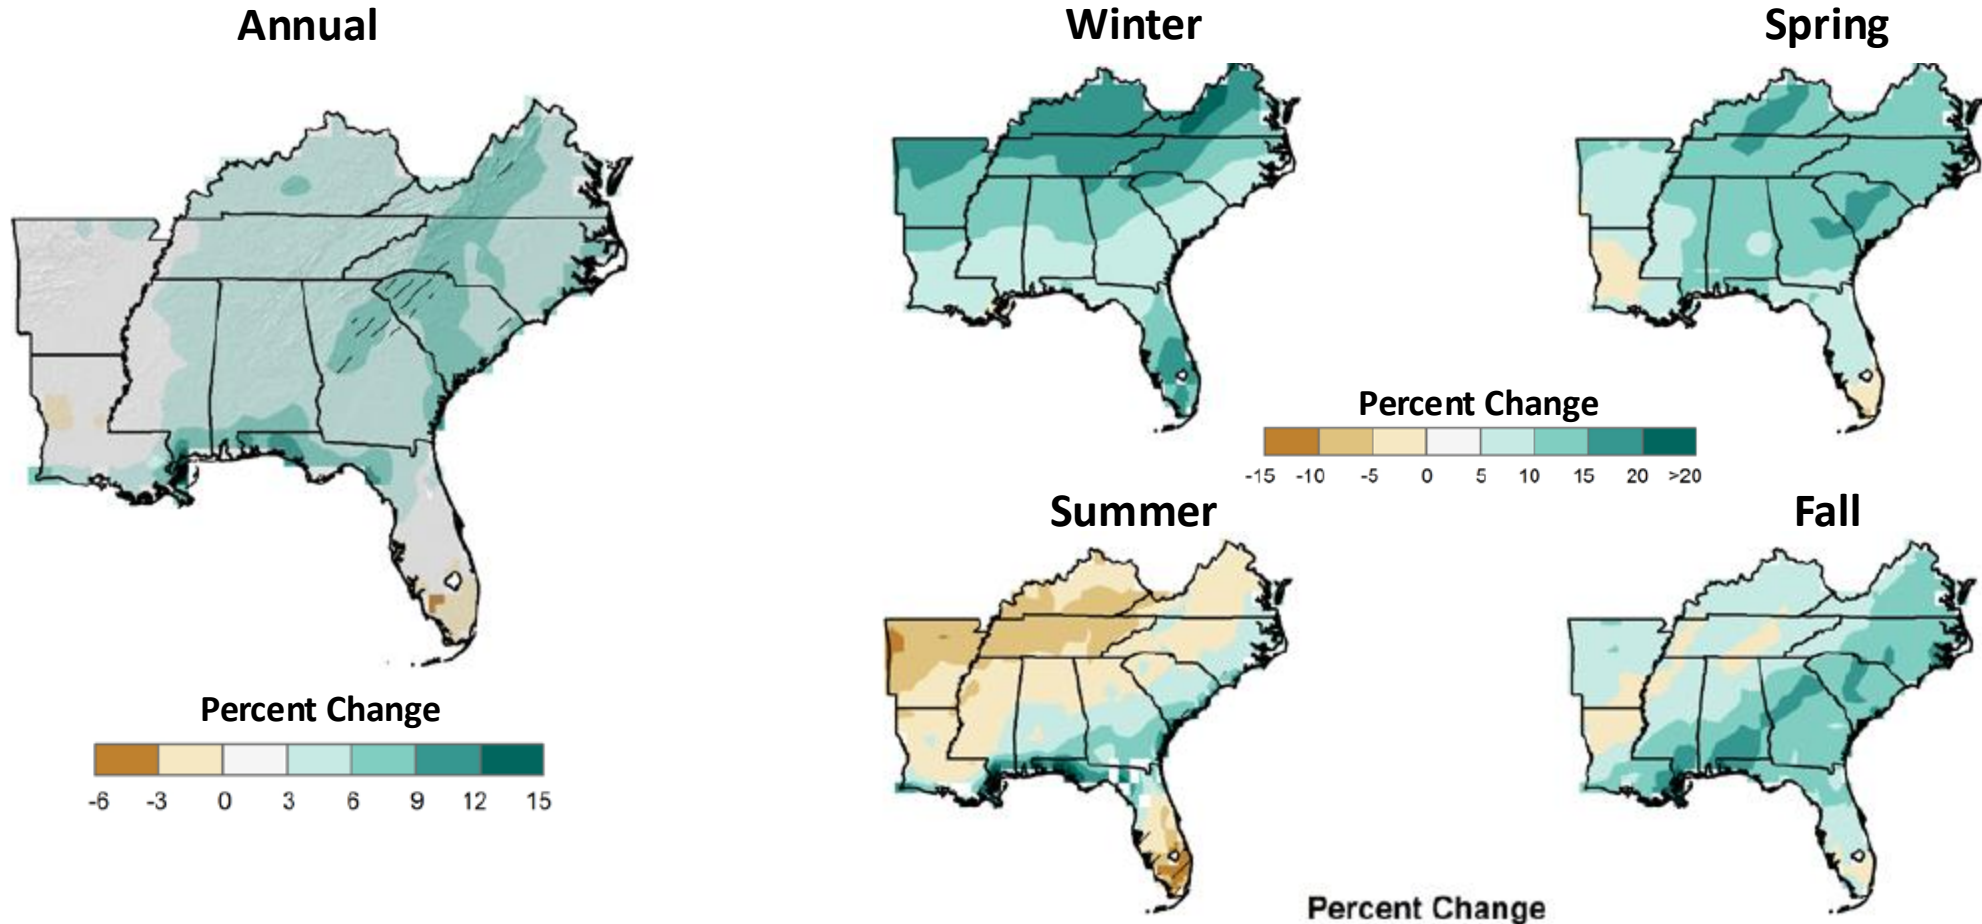 Annual
Winter
Spring
Percent Change
-15 -10 -5 0 5 10 15 20 >20
Summer
Fall
Percent Change
-6 -3 0 3 6 9 12 15
Percent Change